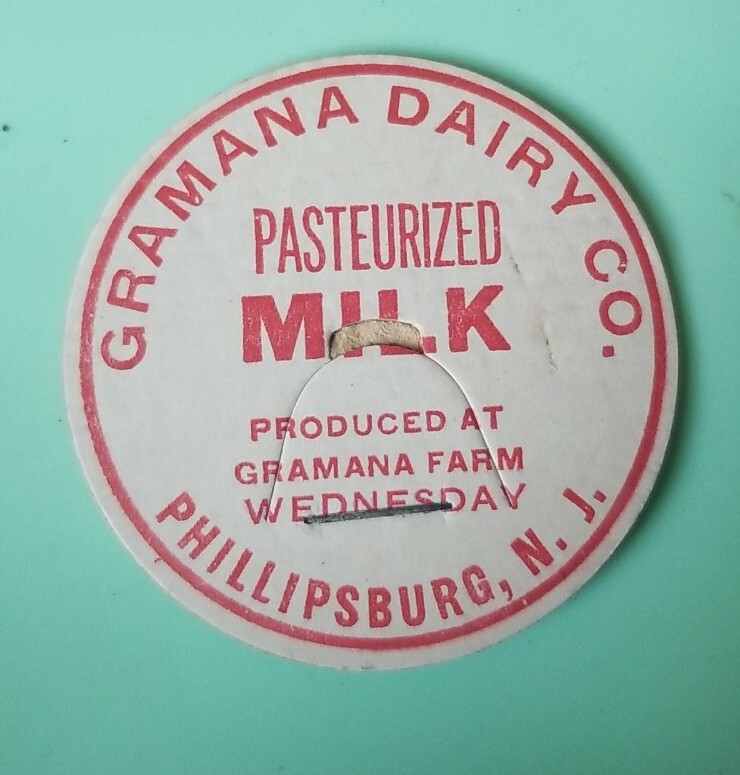 GRAMANA DAIRY CO.
PASTEURIZED
MILK
PRODUCED AT
GRAMANA FARM
WEDNESDAY
PHILLIPSBURG, N. J.